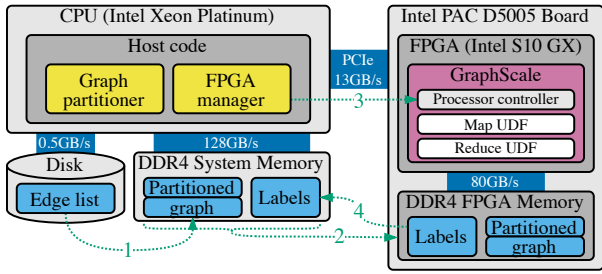 CPU (Intel Xeon Platinum)
Host code
Graph
partitioner
FPGA
manager
PCIe
13GB/s
Intel PAC D5005 Board
FPGA (Intel S10 GX)
GraphScale
Processor controller
Map UDF
Reduce UDF
3
0.5GB/s
128GB/s
80GB/s
Disk
Edge list
DDR4 System Memory
Partitioned
graph
Labels
DDR4 FPGA Memory
Labels
Partitioned
graph
1
2
4